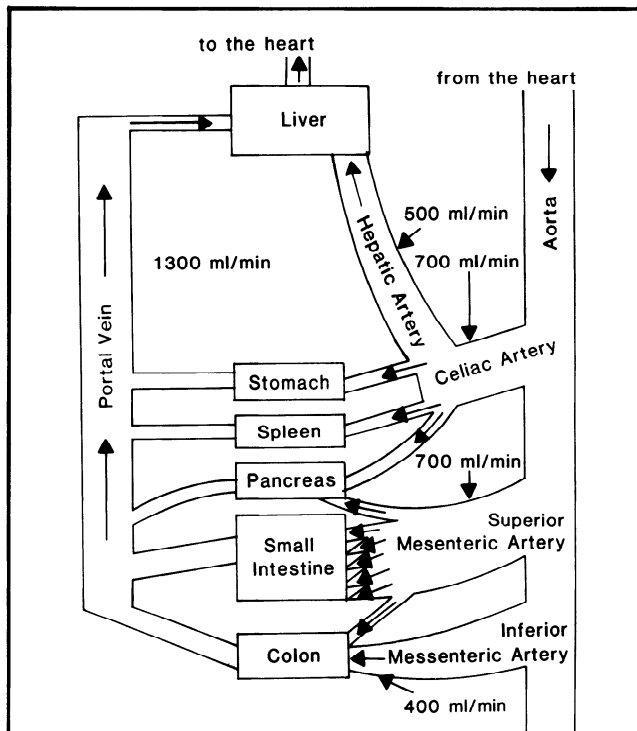 to the heart
from the heart
Liver
Aorta
Hepatic Artery
500 ml/min
700 ml/min
1300 ml/min
Portal Vein
Celiac Artery
Stomach
Spleen
700 ml/min
Pancreas
Superior
Mesenteric Artery
Small
Intestine
Inferior
Messenteric Artery
Colon
400 ml/min